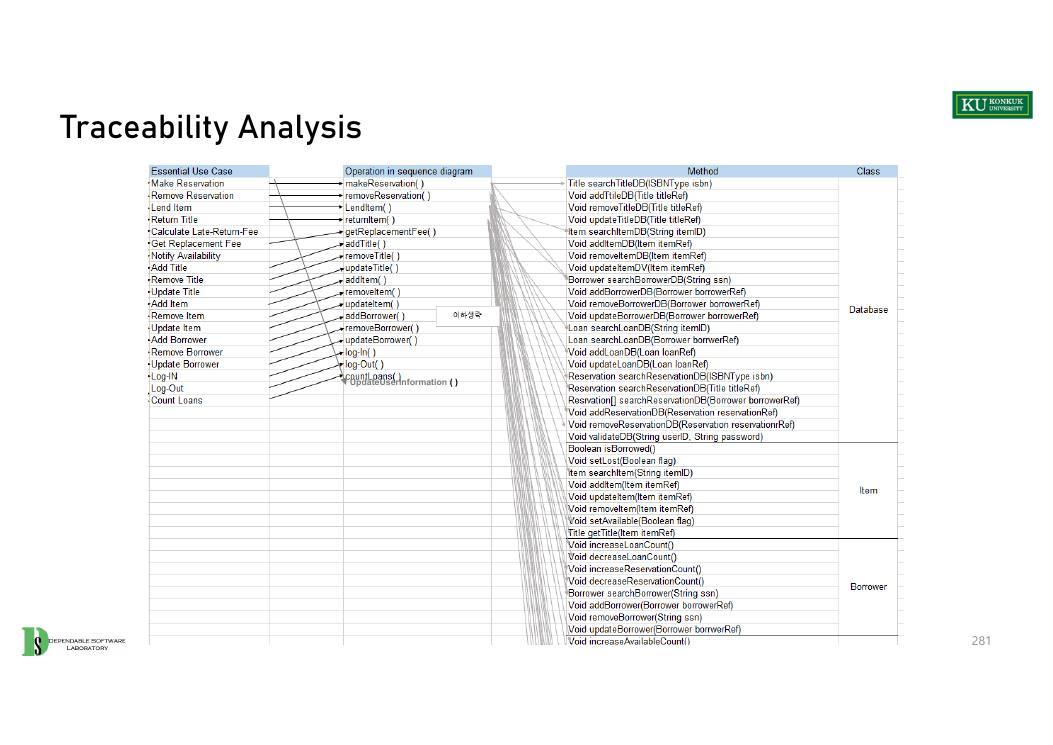 KU KONKUK UNIVERSITY
Traceability Analysis
Essential Use Case
Make Reservation
Remove Reservation
Lend Item
Return Title
Calculate Late-Return-Fee
Get Replacement Fee
Notify Availability
Add Title
Remove Title
Update Title
Add Item
Remove Item
Update Item
Add Borrower
Remove Borrower
Update Borrower
Log-IN
Log-Out
Count Loans
Operation in sequence diagram
makeReservation( )
removeReservation( )
LendItem( )
returnItem( )
getReplacementFee( )
addTitle( )
removeTitle( )
updateTitle( )
addItem( )
removeItem( )
updateItem( )
addBorrower( )
removeBorrower( )
updateBorrower( )
log-In( )
log-Out( )
countLoans( )
UpdateUserInformation ( )
이하생략
Method
Title searchTitleDB(ISBNType isbn)
Void addTtileDB(Title titleRef)
Void removeTitleDB(Title titleRef)
Void updateTitleDB(Title titleRef)
Item searchItemDB(String itemID)
Void addItemDB(Item itemRef)
Void removeItemDB(Item itemRef)
Void updateItemDV(Item itemRef)
Borrower searchBorrowerDB(String ssn)
Void addBorrowerDB(Borrower borrowerRef)
Void removeBorrowerDB(Borrower borrowerRef)
Void updateBorrowerDB(Borrower borrowerRef)
Loan searchLoanDB(String itemID)
Loan searchLoanDB(Borrower borrwerRef)
Void addLoanDB(Loan loanRef)
Void updateLoanDB(Loan loanRef)
Reservation searchReservationDB(ISBNType isbn)
Reservation searchReservationDB(Title titleRef)
Resrvation[] searchReservationDB(Borrower borrowerRef)
Void addReservationDB(Reservation reservationRef)
Void removeReservationDB(Reservation reservationrRef)
Void validateDB(String userID, String password)
Boolean isBorrowed()
Void setLost(Boolean flag)
Item searchItem(String itemID)
Void addItem(Item itemRef)
Void updateItem(Item itemRef)
Void removeItem(Item itemRef)
Void setAvailable(Boolean flag)
Title getTitle(Item itemRef)
Void increaseLoanCount()
Void decreaseLoanCount()
Void increaseReservationCount()
Void decreaseReservationCount()
Borrower searchBorrower(String ssn)
Void addBorrower(Borrower borrowerRef)
Void removeBorrower(String ssn)
Void updateBorrower(Borrower borrwerRef)
Void increaseAvailableCount()
Class
Database
Item
Borrower
DEPENDABLE SOFTWARE
LABORATORY
281